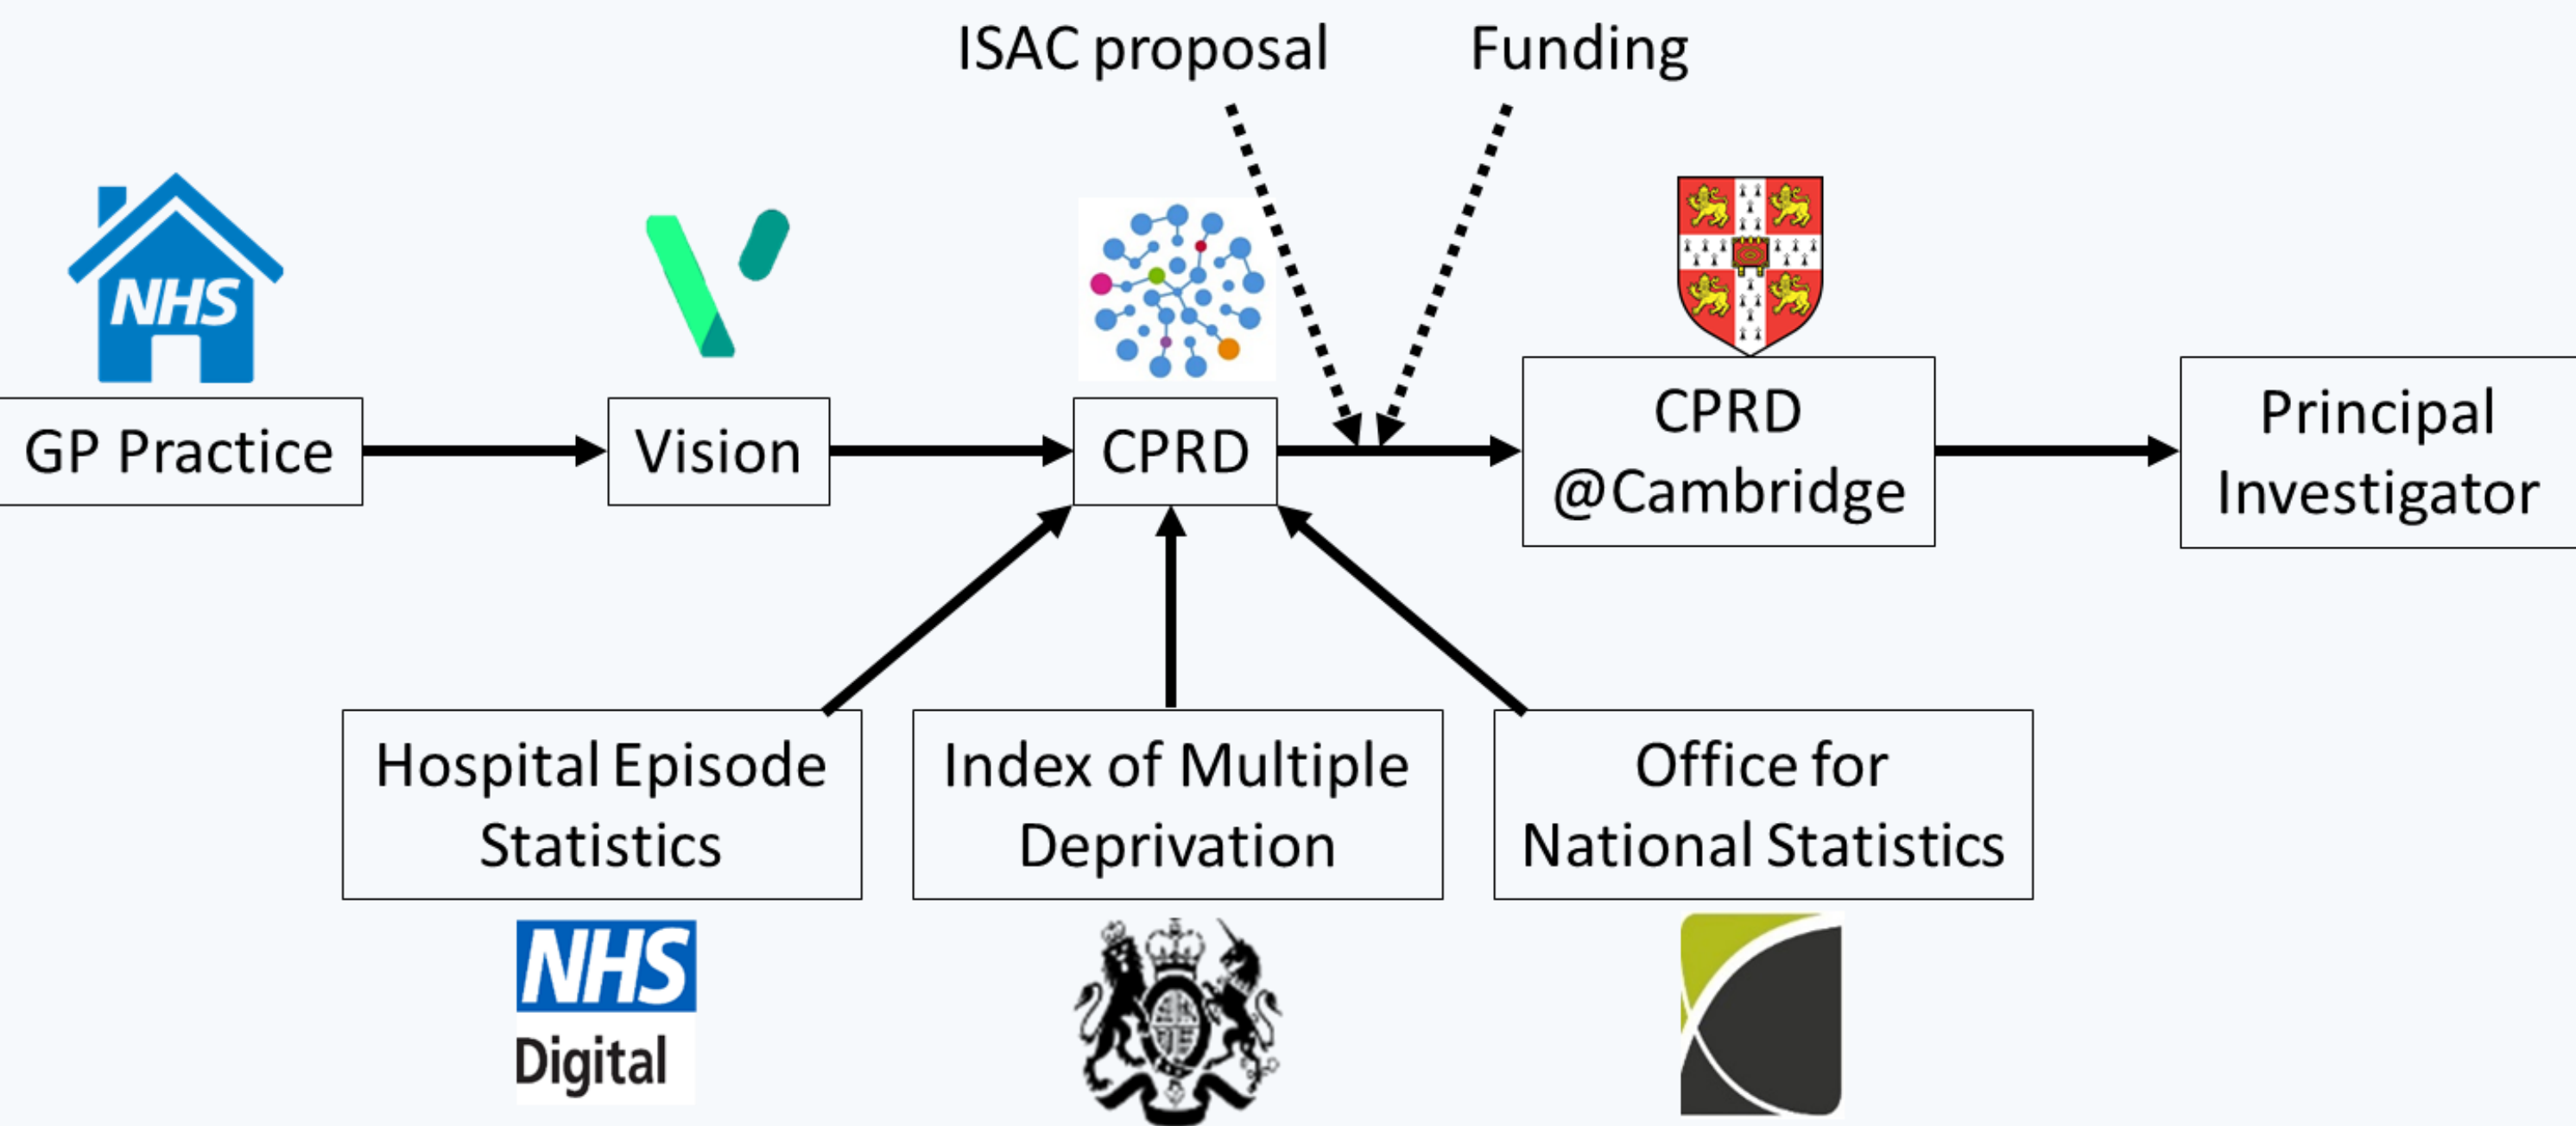 ISAC proposal
Funding
NHS
GP Practice
Vision
CPRD
CPRD
@Cambridge
Principal
Investigator
Hospital Episode
Statistics
Index of Multiple
Deprivation
Office for
National Statistics
NHS
Digital